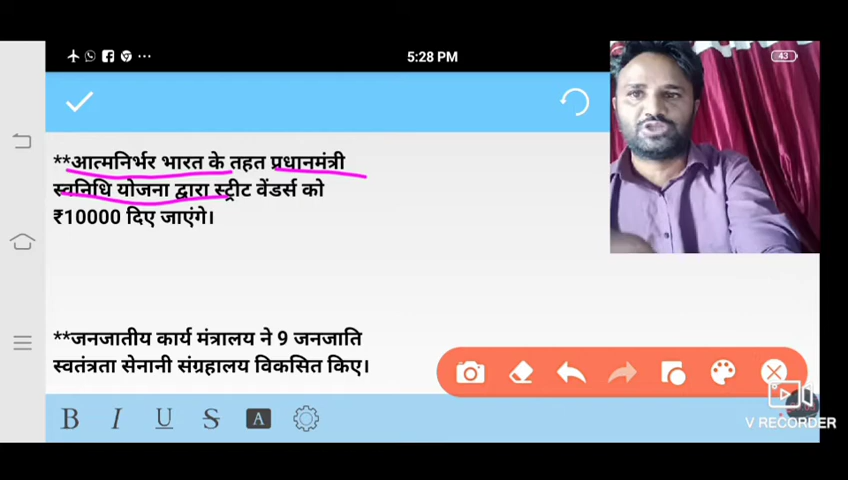 5:28 PM
43
**आत्मनिर्भर भारत के तहत प्रधानमंत्री
स्वनिधि योजना द्वारा स्ट्रीट वेंडर्स को
₹10000 दिए जाएंगे।
**जनजातीय कार्य मंत्रालय ने 9 जनजाति
स्वतंत्रता सेनानी संग्रहालय विकसित किए।
B I U S A
V RECORDER